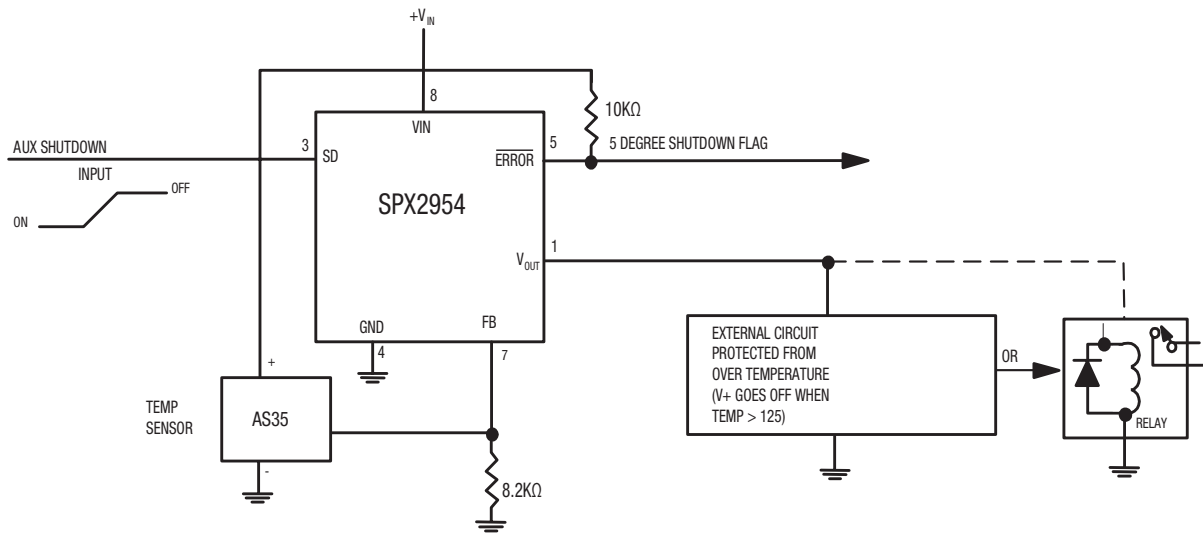 +VIN
8
VIN
10KΩ
AUX SHUTDOWN
3
SD
5
ERROR
5 DEGREE SHUTDOWN FLAG
INPUT
OFF
ON
SPX2954
1
VOUT
GND
FB
4
7
EXTERNAL CIRCUIT
PROTECTED FROM
OVER TEMPERATURE
(V+ GOES OFF WHEN
TEMP > 125)
OR
RELAY
+
TEMP
SENSOR
AS35
-
8.2KΩ